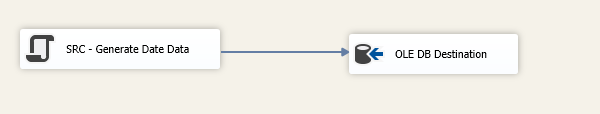 SRC - Generate Date Data
OLE DB Destination